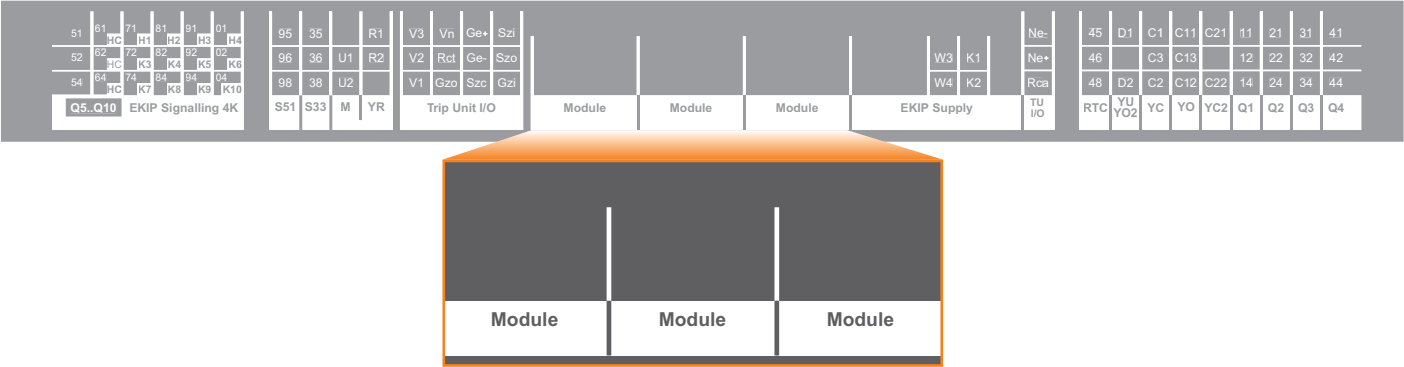 61 71 81 91 01
51 HC H1 H2 H3 H4 95 35 R1 V3 Vn Ge+ Szi Ne- 45 D1 C1 C11 C21 11 21 31 41
62 72 82 92 02
52 HC K3 K4 K5 K6 96 36 U1 R2 V2 Rct Ge- Szo W3 K1 Ne+ 46 C3 C13 12 22 32 42
64 74 84 94 04
54 HC K7 K8 K9 K10 98 38 U2 V1 Gzo Szc Gzi W4 K2 Rca 48 D2 C2 C12 C22 14 24 34 44
Q5..Q10 EKIP Signalling 4K S51 S33 M YR Trip Unit I/O Module Module Module EKIP Supply TU I/O RTC YU YO2 YC YO YC2 Q1 Q2 Q3 Q4
Module Module Module